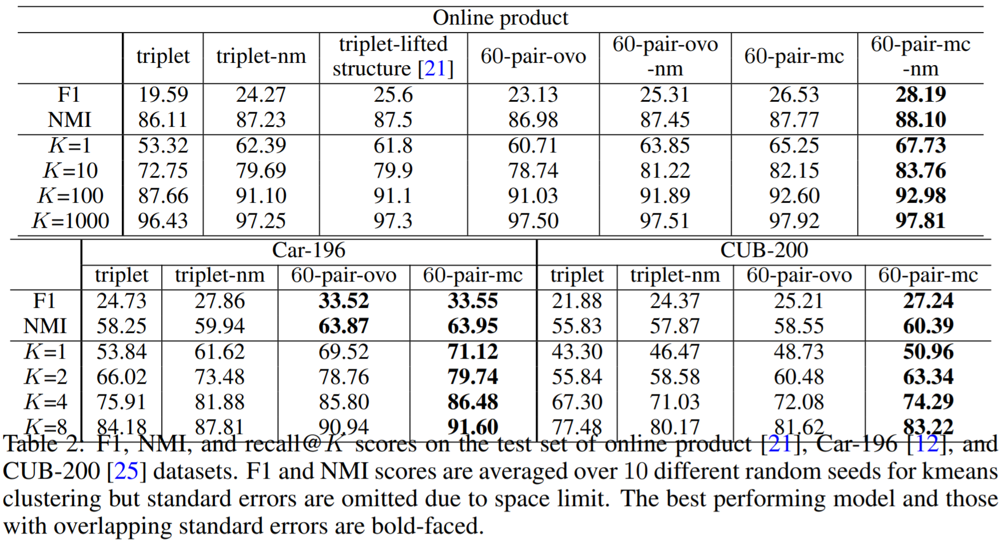 Online product
triplet triplet-nm triplet-lifted structure [21] 60-pair-ovo 60-pair-ovo -nm 60-pair-mc 60-pair-mc -nm
F1 19.59 24.27 25.6 23.13 25.31 26.53 28.19
NMI 86.11 87.23 87.5 86.98 87.45 87.77 88.10
K=1 53.32 62.39 61.8 60.71 63.85 65.25 67.73
K=10 72.75 79.69 79.9 78.74 81.22 82.15 83.76
K=100 87.66 91.10 91.1 91.03 91.89 92.60 92.98
K=1000 96.43 97.25 97.3 97.50 97.51 97.92 97.81
Car-196 CUB-200
triplet triplet-nm 60-pair-ovo 60-pair-mc triplet triplet-nm 60-pair-ovo 60-pair-mc
F1 24.73 27.86 33.52 33.55 21.88 24.37 25.21 27.24
NMI 58.25 59.94 63.87 63.95 55.83 57.87 58.55 60.39
K=1 53.84 61.62 69.52 71.12 43.30 46.47 48.73 50.96
K=2 66.02 73.48 78.76 79.74 55.84 58.58 60.48 63.34
K=4 75.91 81.88 85.80 86.48 67.30 71.03 72.08 74.29
K=8 84.18 87.81 90.94 91.60 77.48 80.17 81.62 83.22
Table 2: F1, NMI, and recall@K scores on the test set of online product [21], Car-196 [12], and
CUB-200 [25] datasets. F1 and NMI scores are averaged over 10 different random seeds for kmeans
clustering but standard errors are omitted due to space limit. The best performing model and those
with overlapping standard errors are bold-faced.